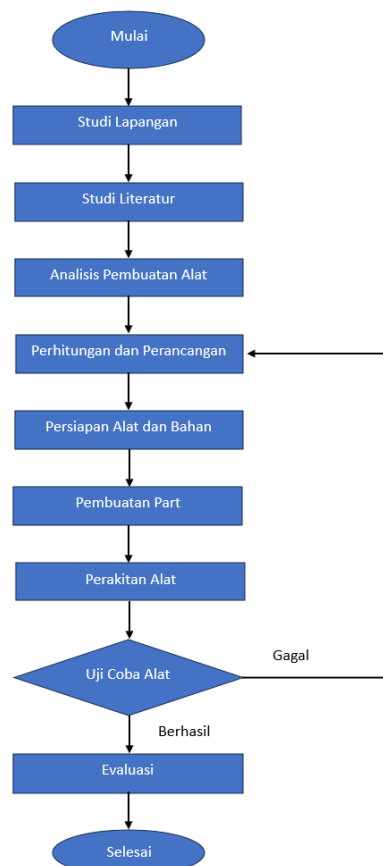 Mulai
Studi Lapangan
Studi Literatur
Analisis Pembuatan Alat
Perhitungan dan Perancangan
Persiapan Alat dan Bahan
Pembuatan Part
Perakitan Alat
Uji Coba Alat
Gagal
Berhasil
Evaluasi
Selesai